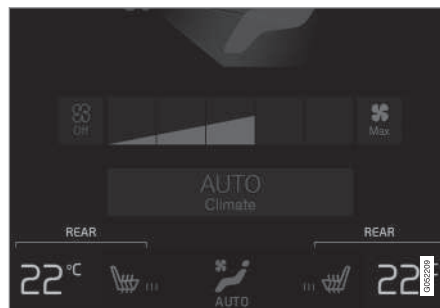 Off
Max
AUTO
Climate
REAR REAR
22°C 22°
AUTO
G052209